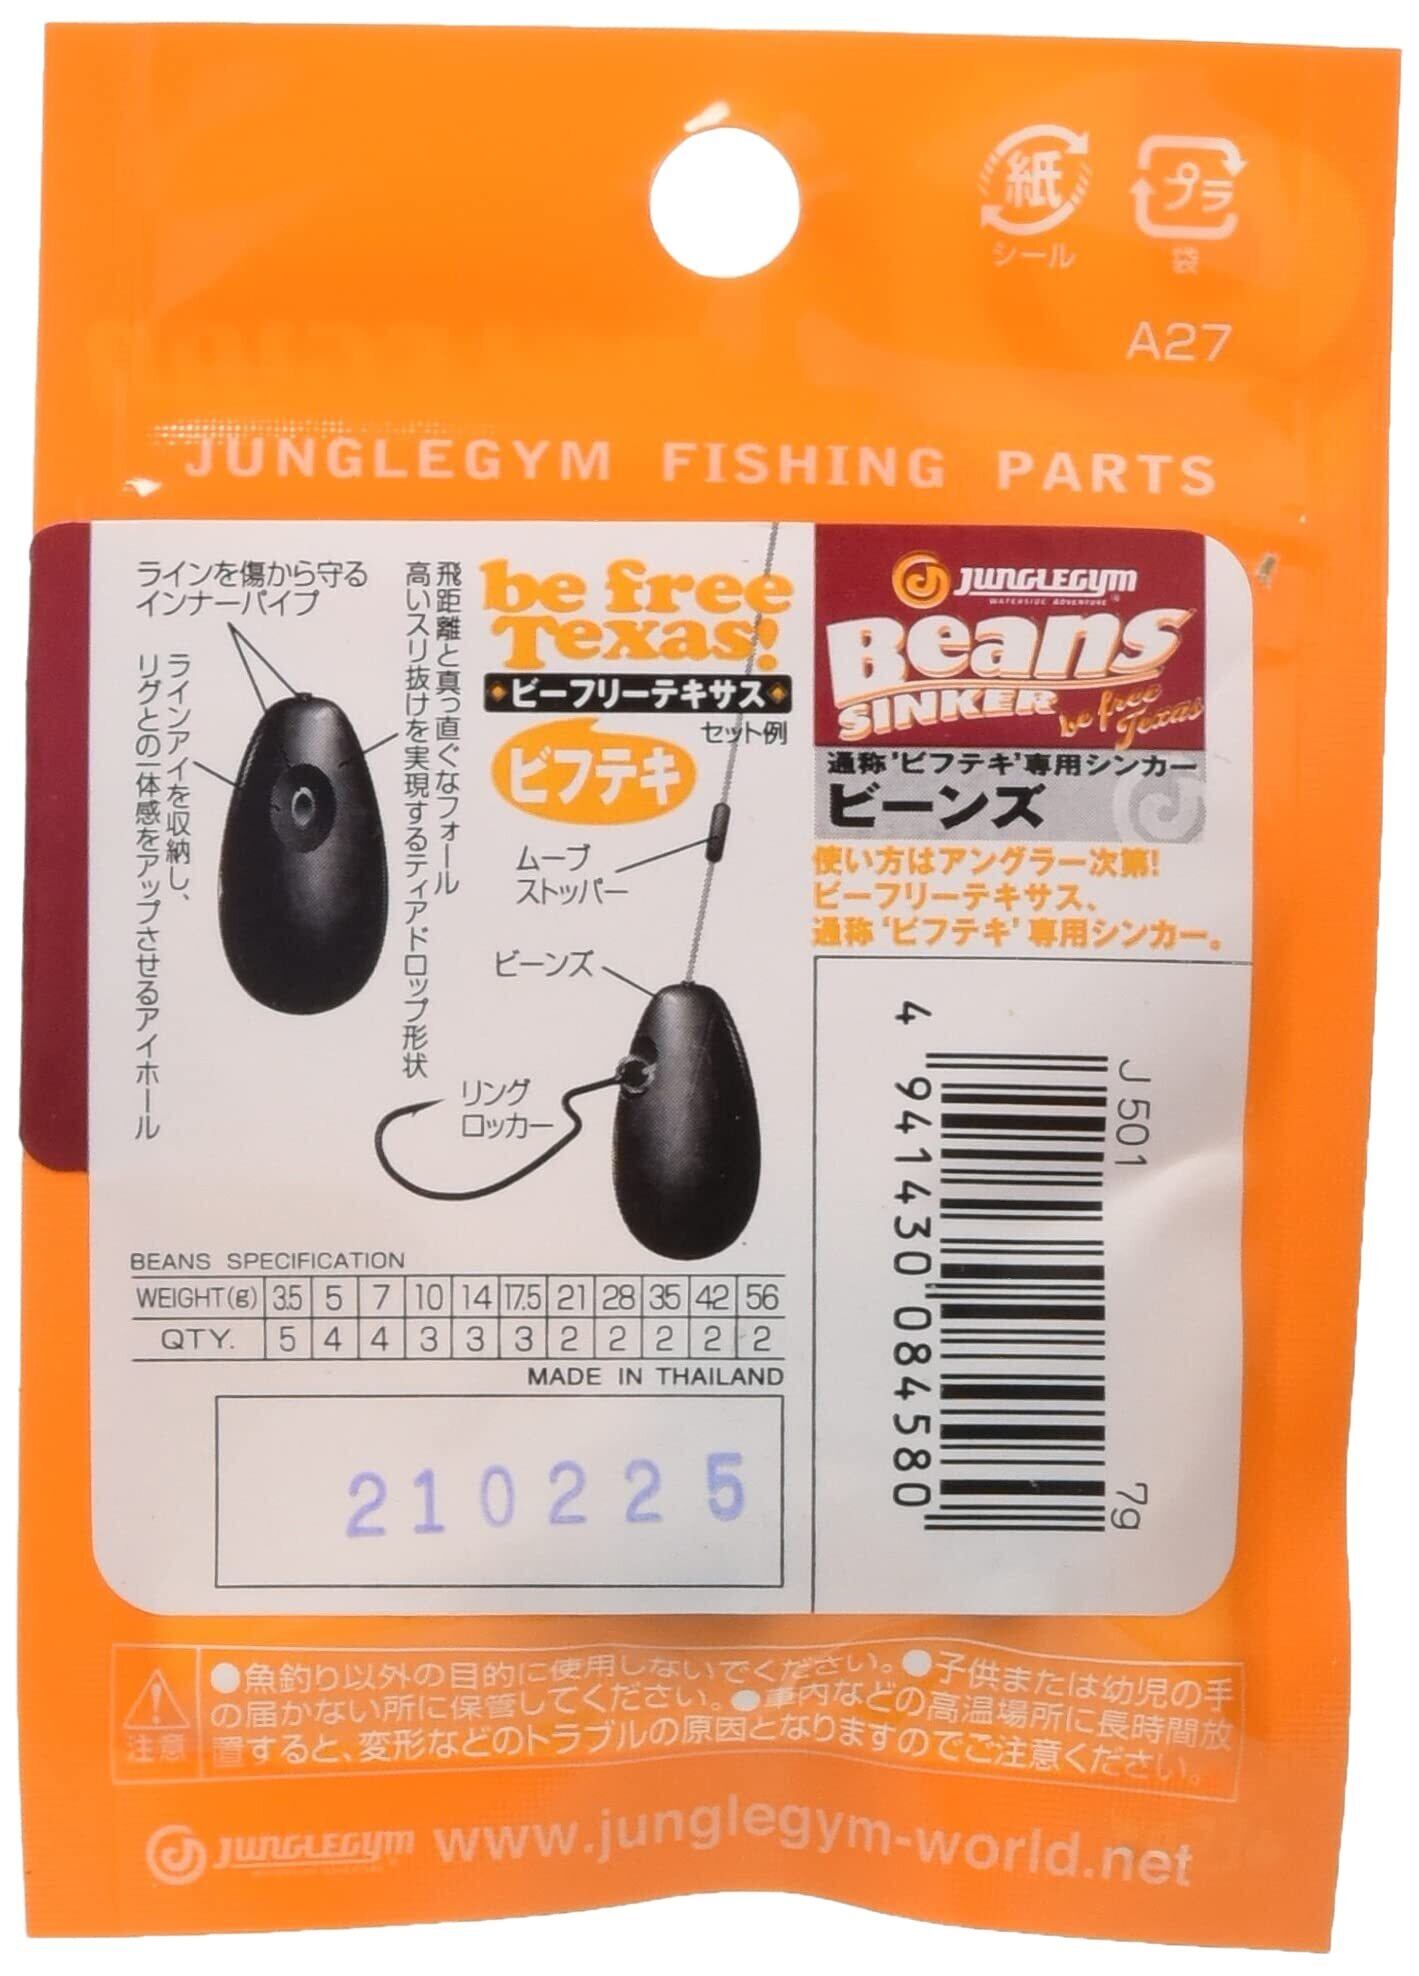 紙
シール
プラ
袋
A27
JUNGLEGYM FISHING PARTS
ラインを傷から守る
インナーパイプ
ラインアイを収納し、
リグとの一体感をアップさせるアイホール
飛距離と真っ直ぐなフォール
高いスリ抜けを実現するティアドロップ形状
be free
Texas!
ビーフリーテキサス
セット例
ビフテキ
ムーブ
ストッパー
ビーンズ
リング
ロッカー
JUNGLEGYM
WATERSIDE ADVENTURE
Beans
SINKER
be free
Texas
通称'ビフテキ'専用シンカー
ビーンズ
使い方はアングラー次第!
ビーフリーテキサス、
通称'ビフテキ'専用シンカー。
J501
7g
4 941430 084580
BEANS SPECIFICATION
WEIGHT(g) 3.5 5 7 10 14 17.5 21 28 35 42 56
QTY. 5 4 4 3 3 3 2 2 2 2 2
MADE IN THAILAND
210225
注意
●魚釣り以外の目的に使用しないでください。●子供または幼児の手
の届かない所に保管してください。●車内などの高温場所に長時間放
置すると、変形などのトラブルの原因となりますのでご注意ください。
JUNGLEGYM www.junglegym-world.net